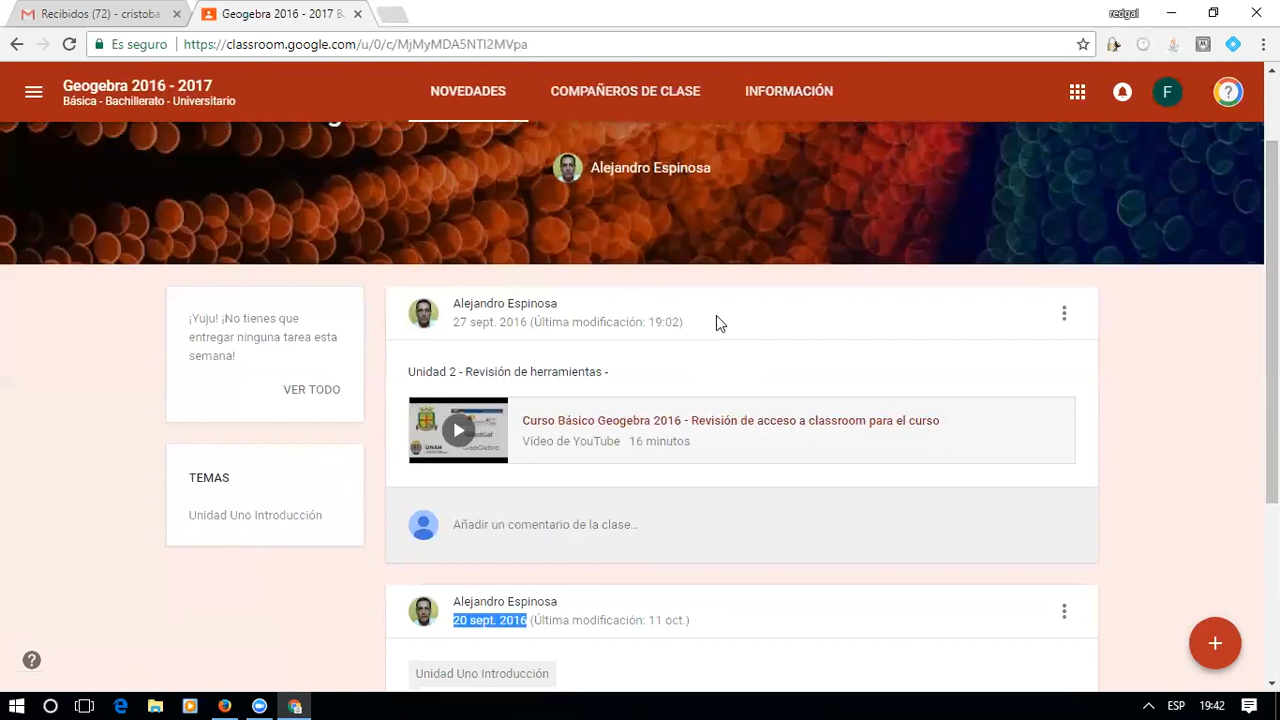 Recibidos (72) - cristoba
Geogebra 2016 - 2017 B
redgal
Es seguro
https://classroom.google.com/u/0/c/MjMyMDA5NTI2MVpa
Geogebra 2016 - 2017
Básica - Bachillerato - Universitario
NOVEDADES
COMPAÑEROS DE CLASE
INFORMACIÓN
F
Alejandro Espinosa
¡Yuju! ¡No tienes que
entregar ninguna tarea esta
semana!
VER TODO
TEMAS
Unidad Uno Introducción
Alejandro Espinosa
27 sept. 2016 (Última modificación: 19:02)
Unidad 2 - Revisión de herramientas -
Curso Básico Geogebra 2016 - Revisión de acceso a classroom para el curso
Vídeo de YouTube 16 minutos
Añadir un comentario de la clase...
Alejandro Espinosa
20 sept. 2016 (Última modificación: 11 oct.)
Unidad Uno Introducción
ESP
19:42